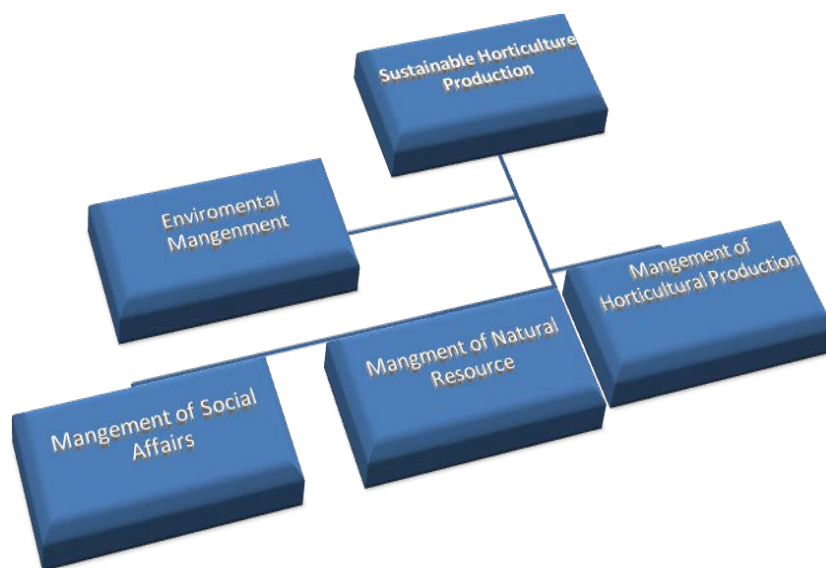 Sustainable Horticulture
Production
Enviromental
Mangenment
Mangement of
Horticultural Production
Mangment of Natural
Resource
Mangement of Social
Affairs